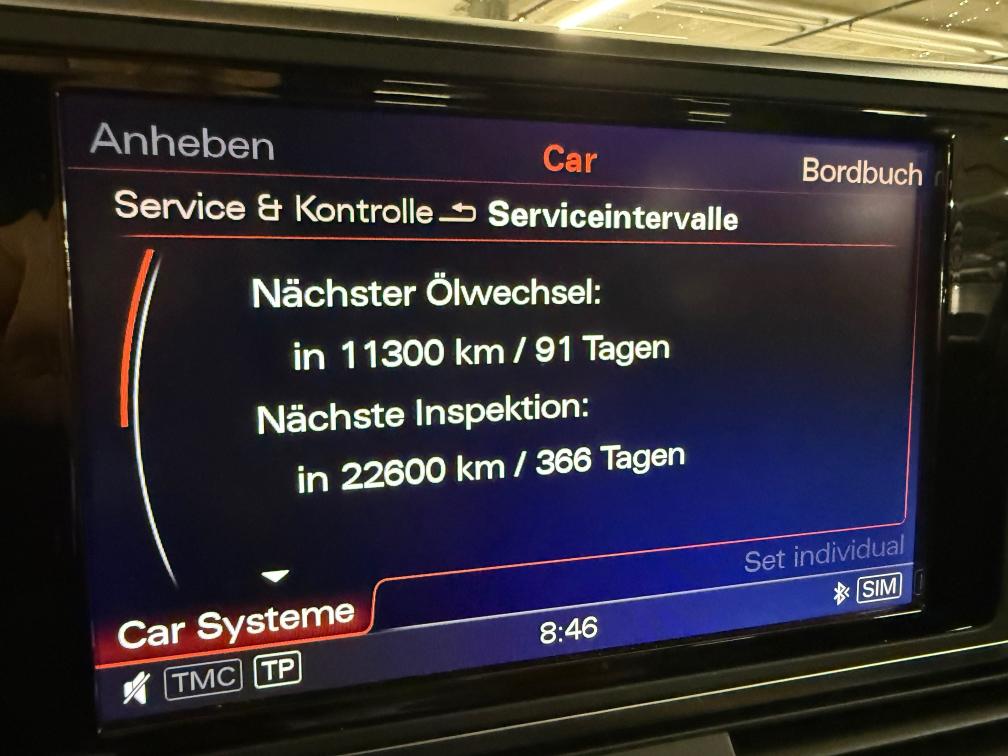 Anheben Car Bordbuch
Service & Kontrolle Serviceintervalle
Nächster Ölwechsel:
in 11300 km / 91 Tagen
Nächste Inspektion:
in 22600 km / 366 Tagen
Set individual
Car Systeme 8:46 SIM
TMC TP